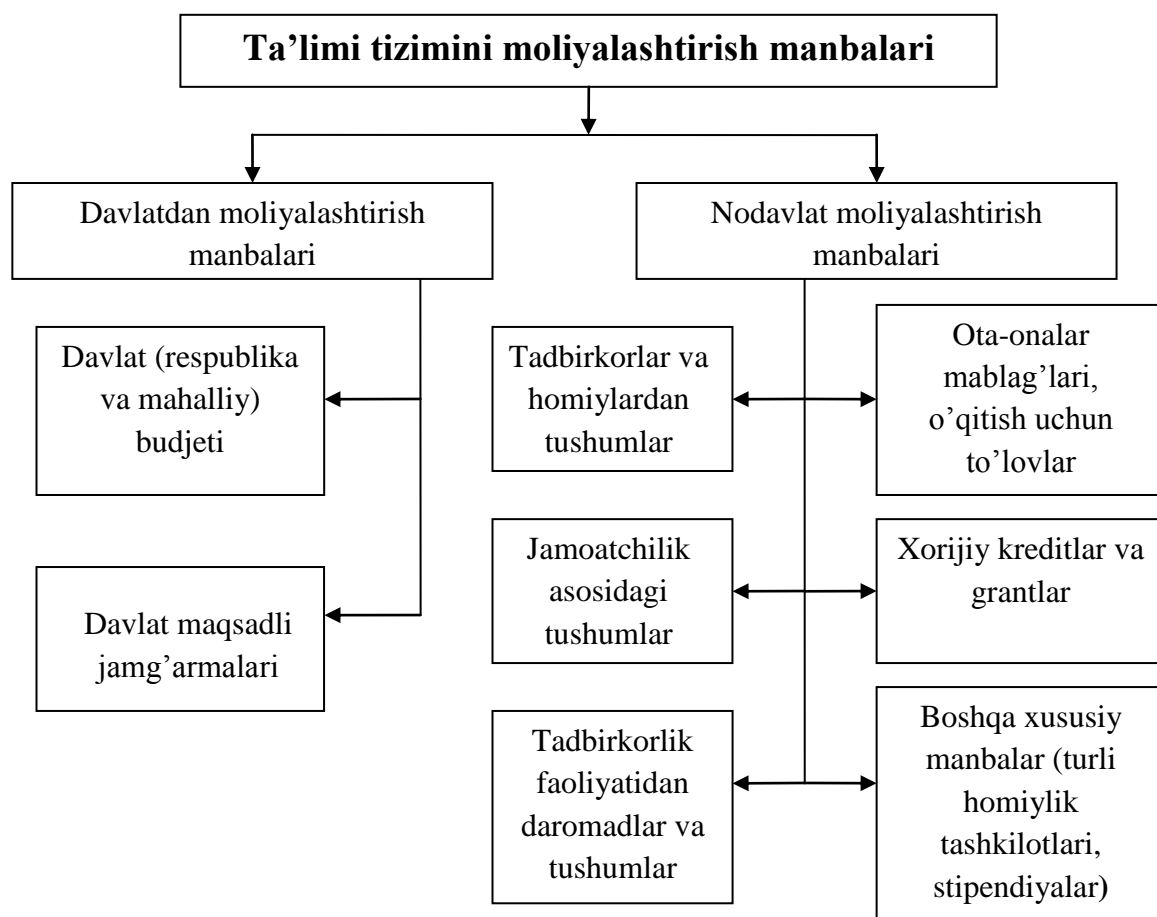 Ta’limi tizimini moliyalashtirish manbalari
Davlatdan moliyalashtirish
manbalari
Nodavlat moliyalashtirish
manbalari
Davlat (respublika
va mahalliy)
budjeti
Davlat maqsadli
jamg’armalari
Tadbirkorlar va
homiylardan
tushumlar
Ota-onalar
mablag’lari,
o’qitish uchun
to’lovlar
Jamoatchilik
asosidagi
tushumlar
Xorijiy kreditlar va
grantlar
Tadbirkorlik
faoliyatidan
daromadlar va
tushumlar
Boshqa xususiy
manbalar (turli
homiylik
tashkilotlari,
stipendiyalar)